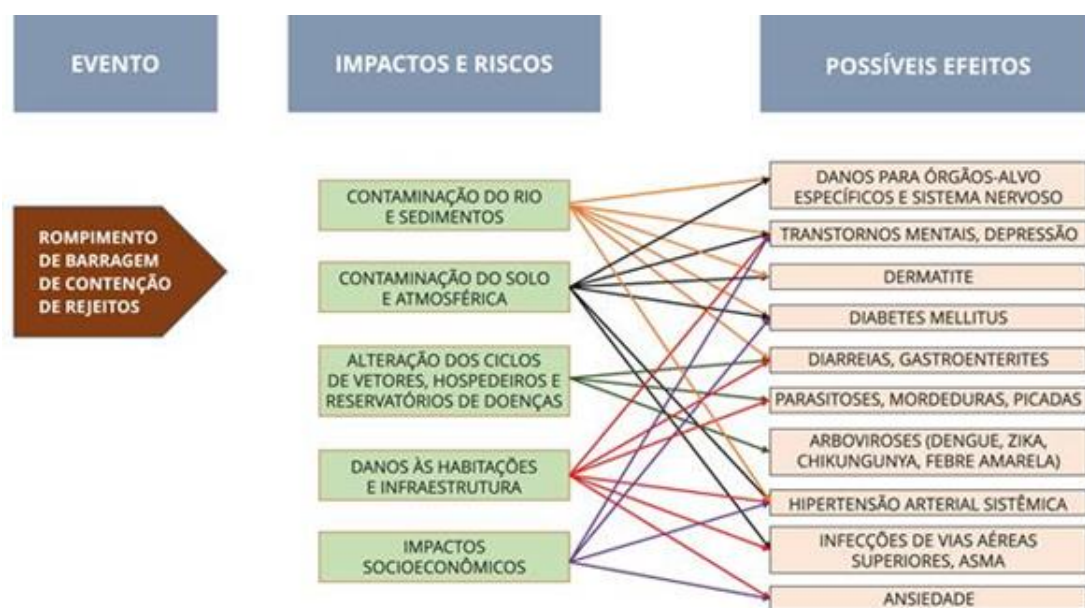 EVENTO
IMPACTOS E RISCOS
POSSÍVEIS EFEITOS
ROMPIMENTO
DE BARRAGEM
DE CONTENÇÃO
DE REJEITOS
CONTAMINAÇÃO DO RIO
E SEDIMENTOS
CONTAMINAÇÃO DO SOLO
E ATMOSFÉRICA
ALTERAÇÃO DOS CICLOS
DE VETORES, HOSPEDEIROS E
RESERVATÓRIOS DE DOENÇAS
DANOS ÀS HABITAÇÕES
E INFRAESTRUTURA
IMPACTOS
SOCIOECONÔMICOS
DANOS PARA ÓRGÃOS-ALVO
ESPECÍFICOS E SISTEMA NERVOSO
TRANSTORNOS MENTAIS, DEPRESSÃO
DERMATITE
DIABETES MELLITUS
DIARREIAS, GASTROENTERITES
PARASITOSES, MORDEDURAS, PICADAS
ARBOVIROSES (DENGUE, ZIKA,
CHIKUNGUNYA, FEBRE AMARELA)
HIPERTENSÃO ARTERIAL SISTÊMICA
INFECÇÕES DE VIAS AÉREAS
SUPERIORES, ASMA
ANSIEDADE